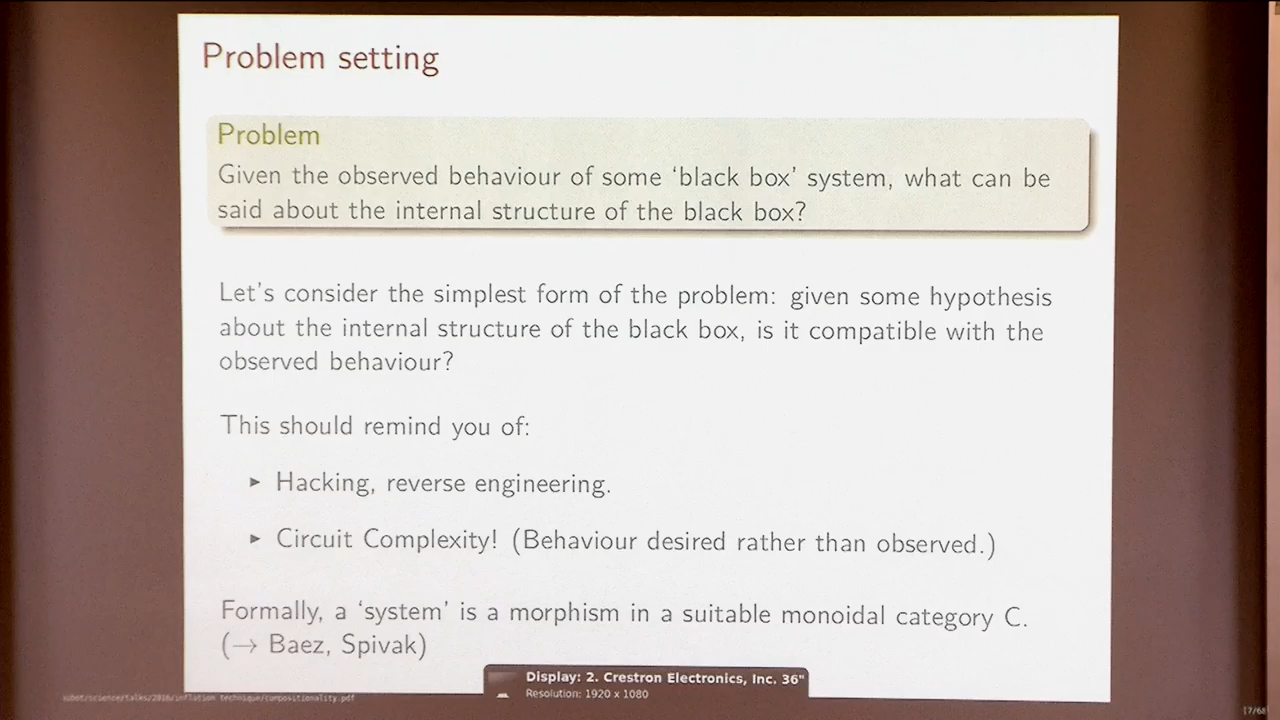 Problem setting
Problem
Given the observed behaviour of some ‘black box’ system, what can be
said about the internal structure of the black box?
Let's consider the simplest form of the problem: given some hypothesis
about the internal structure of the black box, is it compatible with the
observed behaviour?
This should remind you of:
▸ Hacking, reverse engineering.
▸ Circuit Complexity! (Behaviour desired rather than observed.)
Formally, a ‘system’ is a morphism in a suitable monoidal category C.
(→ Baez, Spivak)
Display: 2. Crestron Electronics, Inc. 36"
Resolution: 1920 x 1080